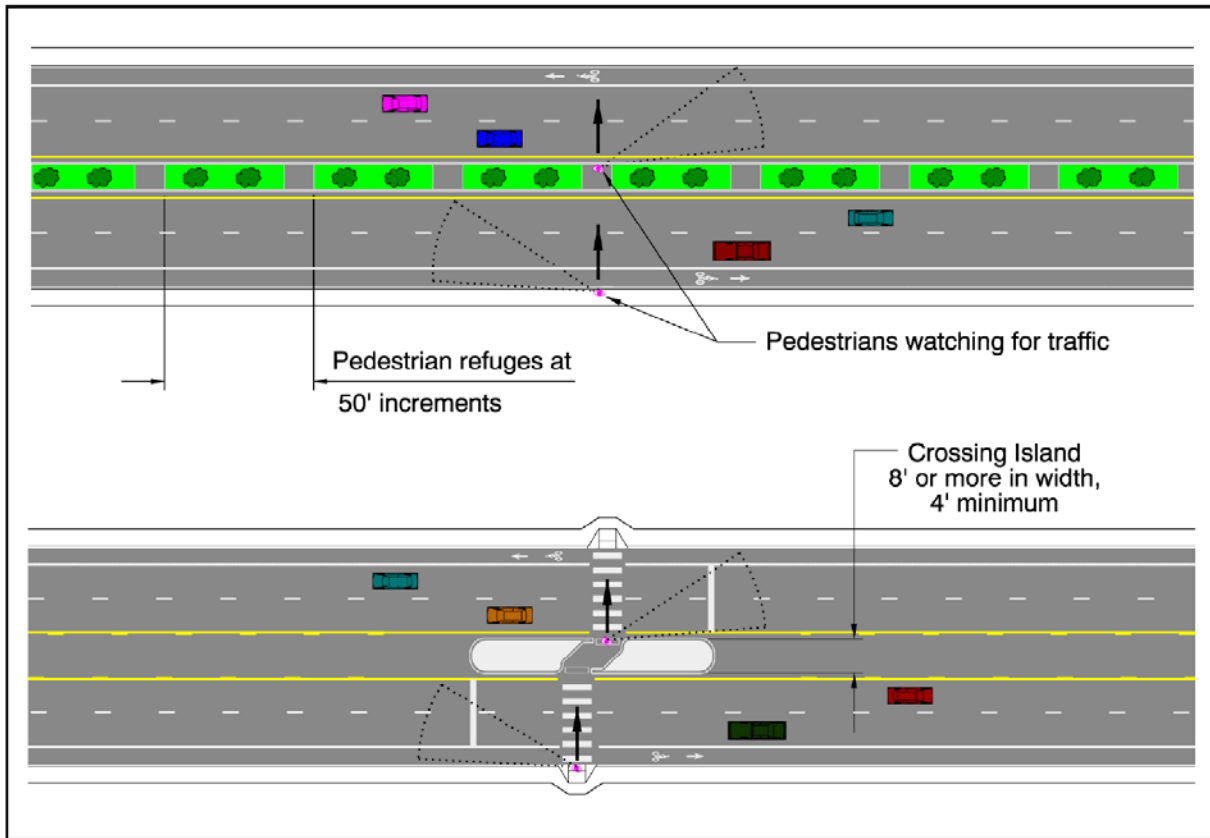 Pedestrians watching for traffic
Pedestrian refuges at
50' increments
Crossing Island
8' or more in width,
4' minimum